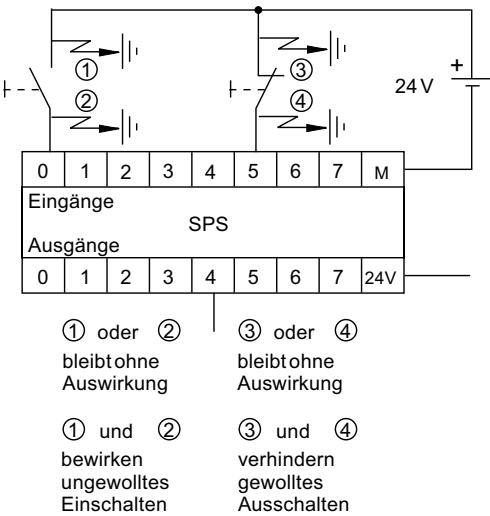 ① ③
+
24 V
② ④
0 1 2 3 4 5 6 7 M
Eingänge
SPS
Ausgänge
0 1 2 3 4 5 6 7 24V
① oder ②
bleibt ohne
Auswirkung
③ oder ④
bleibt ohne
Auswirkung
① und ②
bewirken
ungewolltes
Einschalten
③ und ④
verhindern
gewolltes
Ausschalten